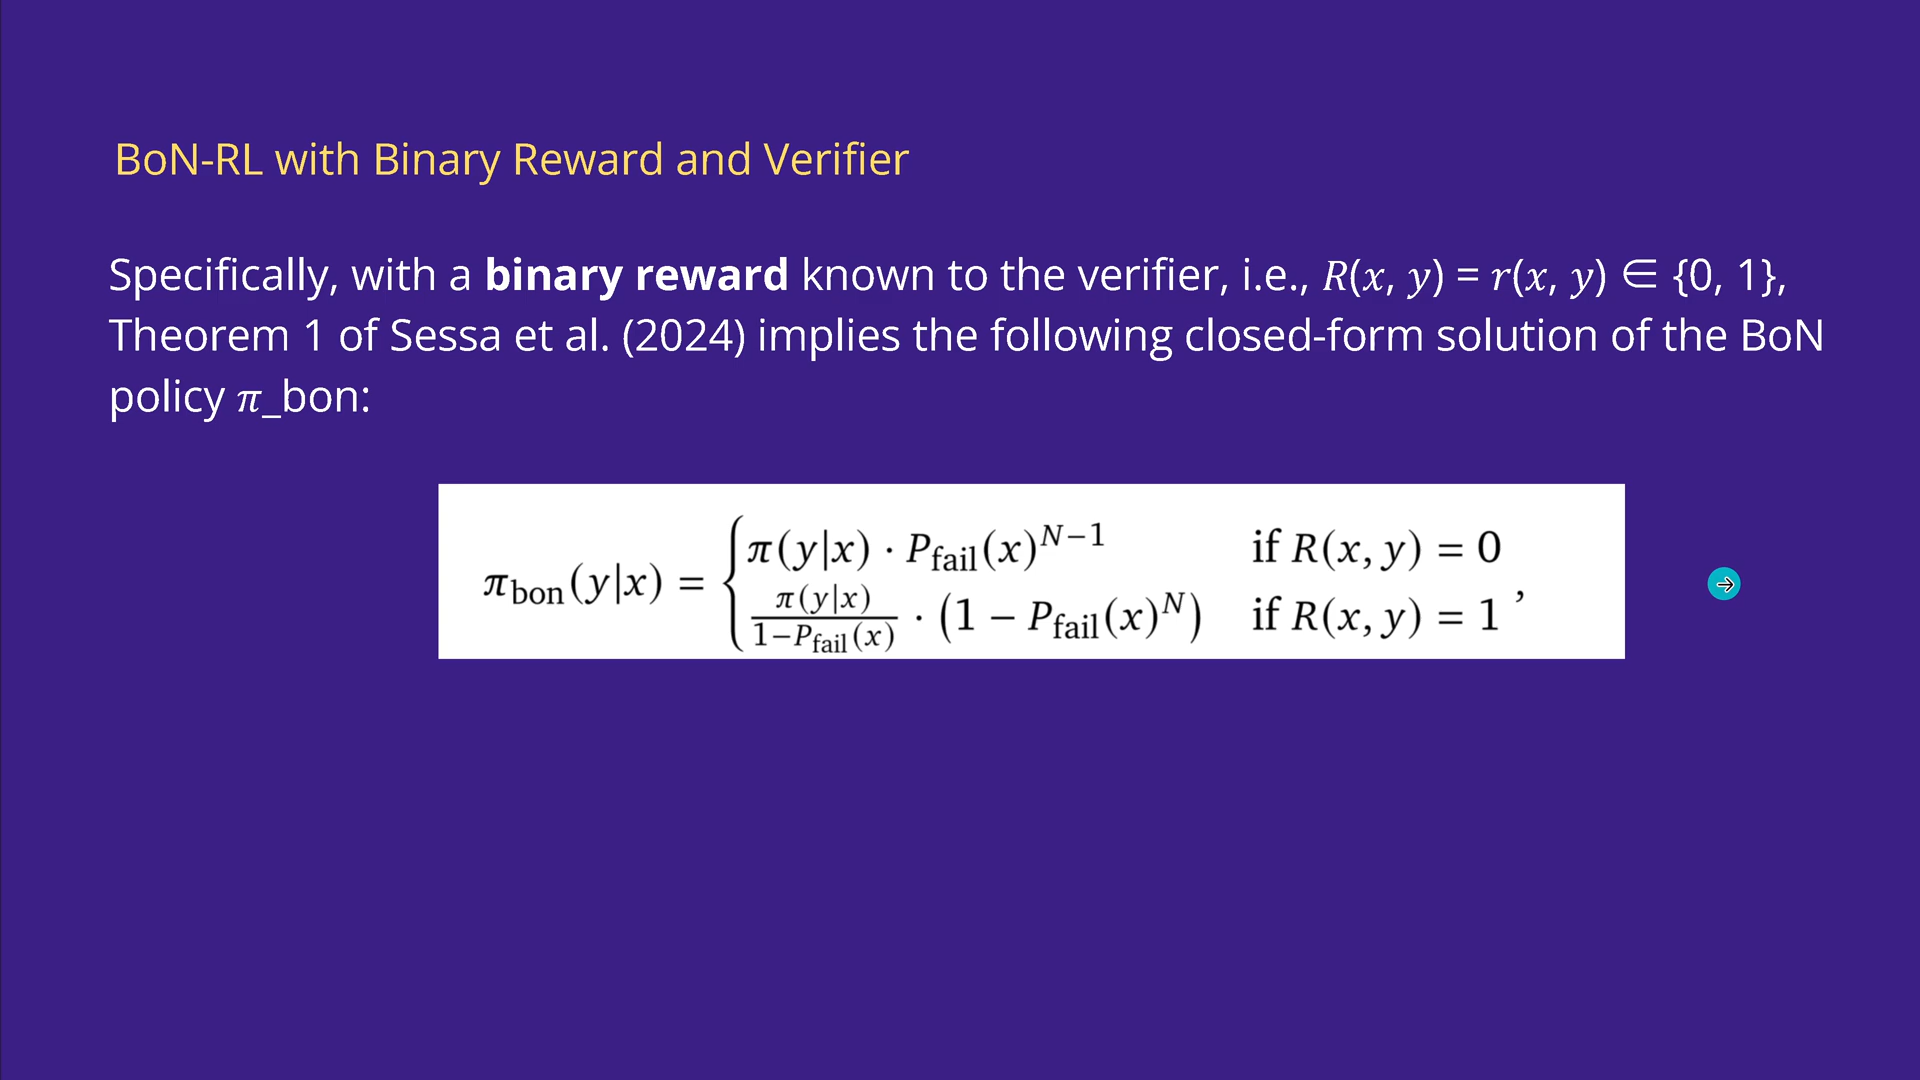 BoN-RL with Binary Reward and Verifier
Specifically, with a binary reward known to the verifier, i.e., R(x, y) = r(x, y) ∈ {0, 1},
Theorem 1 of Sessa et al. (2024) implies the following closed-form solution of the BoN
policy π_bon:
π_bon(y|x) = { π(y|x) · P_fail(x)^{N−1} if R(x, y) = 0
π(y|x) / (1−P_fail(x)) · (1 − P_fail(x)^N) if R(x, y) = 1 ,